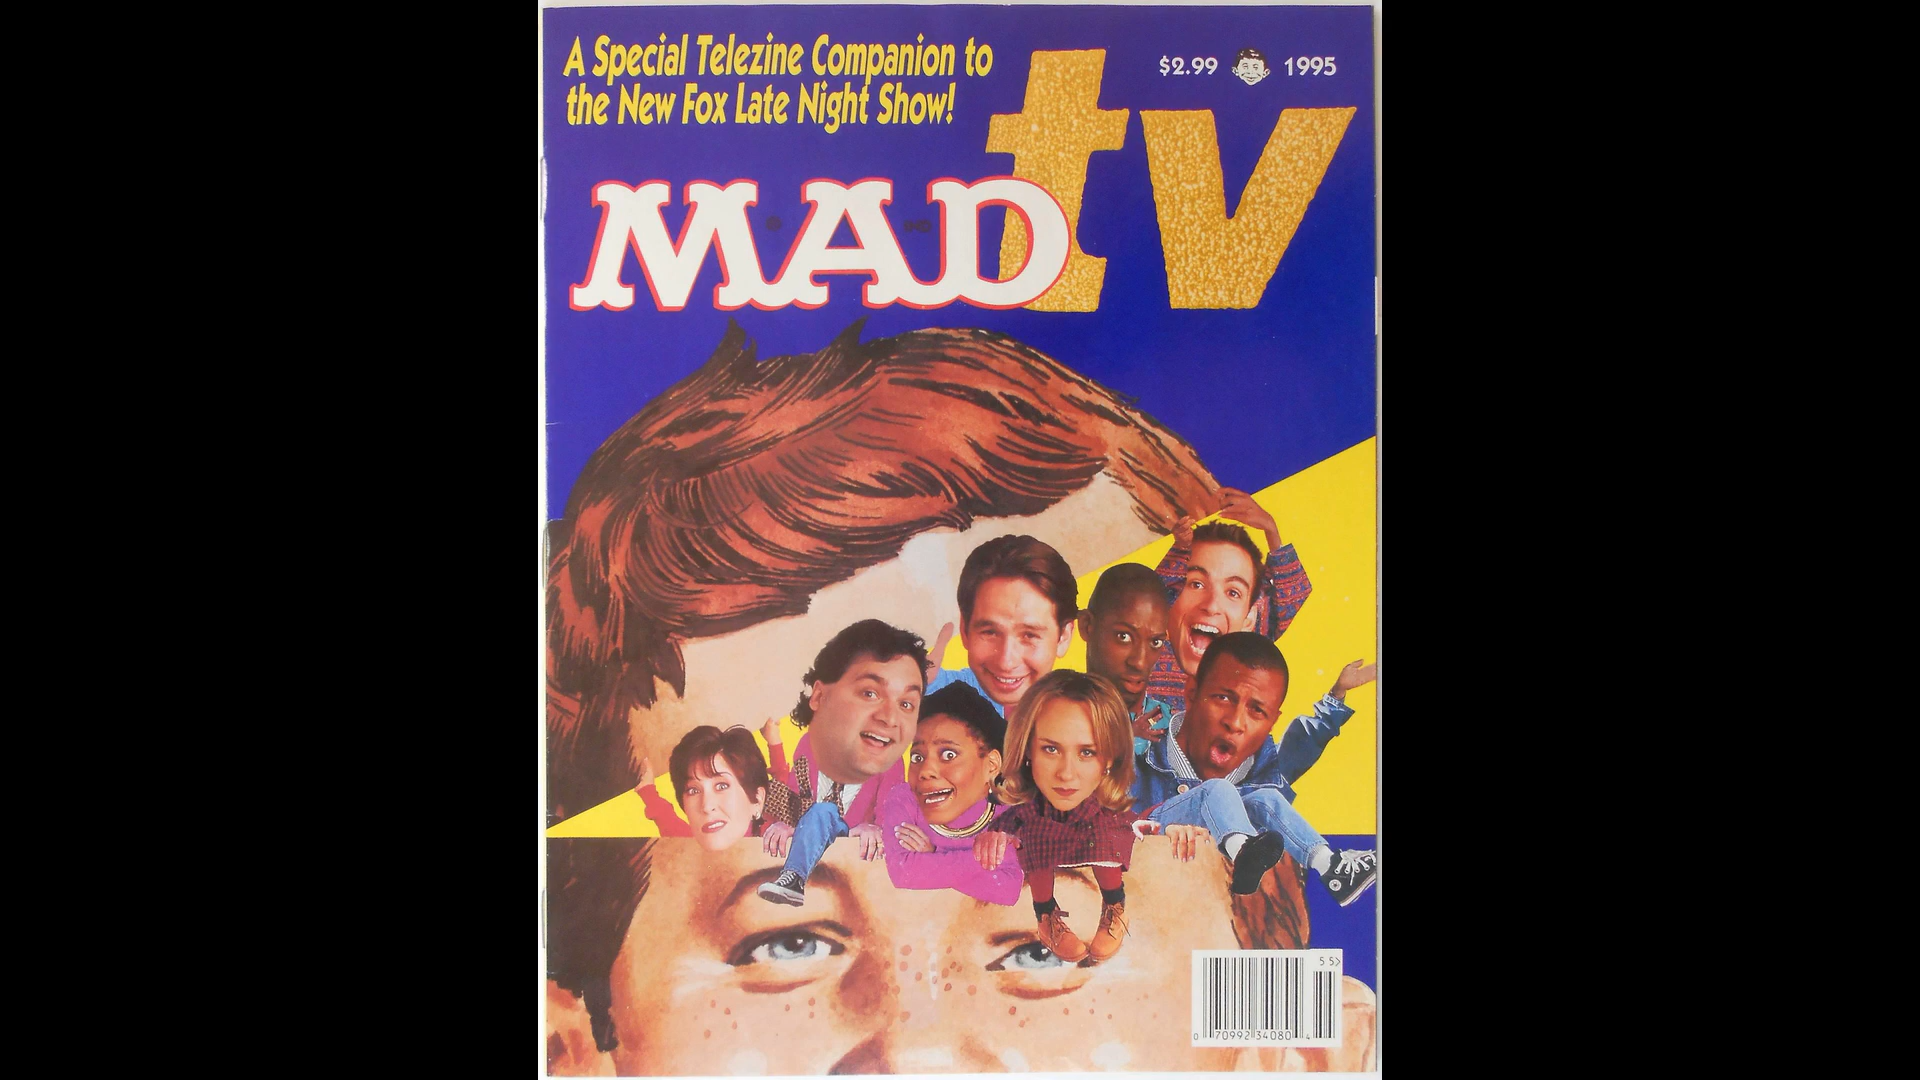 A Special Telezine Companion to
the New Fox Late Night Show!
$2.99 1995
tv
MAD
55>
0 70992 34080 4